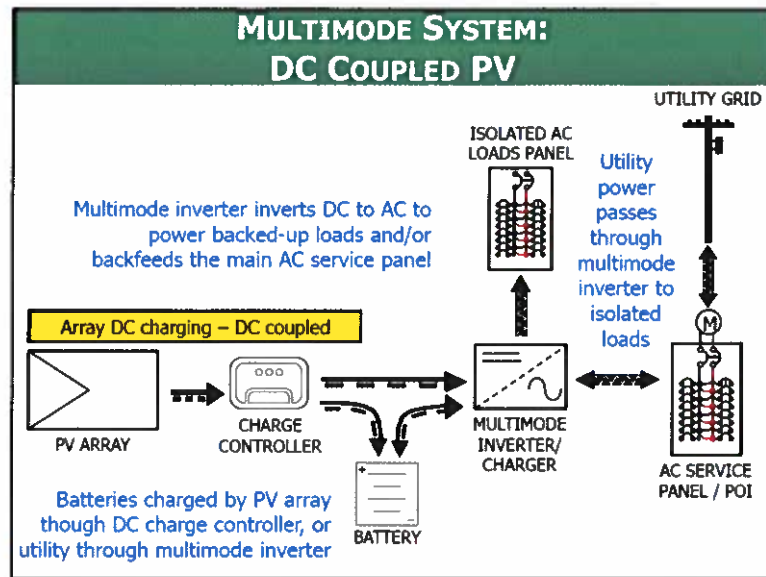 MULTIMODE SYSTEM:
DC COUPLED PV
UTILITY GRID
ISOLATED AC
LOADS PANEL
Utility
power
passes
through
multimode
inverter to
isolated
loads
Multimode inverter inverts DC to AC to
power backed-up loads and/or
backfeeds the main AC service panel
Array DC charging – DC coupled
M
PV ARRAY
CHARGE
CONTROLLER
MULTIMODE
INVERTER/
CHARGER
AC SERVICE
PANEL / POI
+
BATTERY
Batteries charged by PV array
though DC charge controller, or
utility through multimode inverter